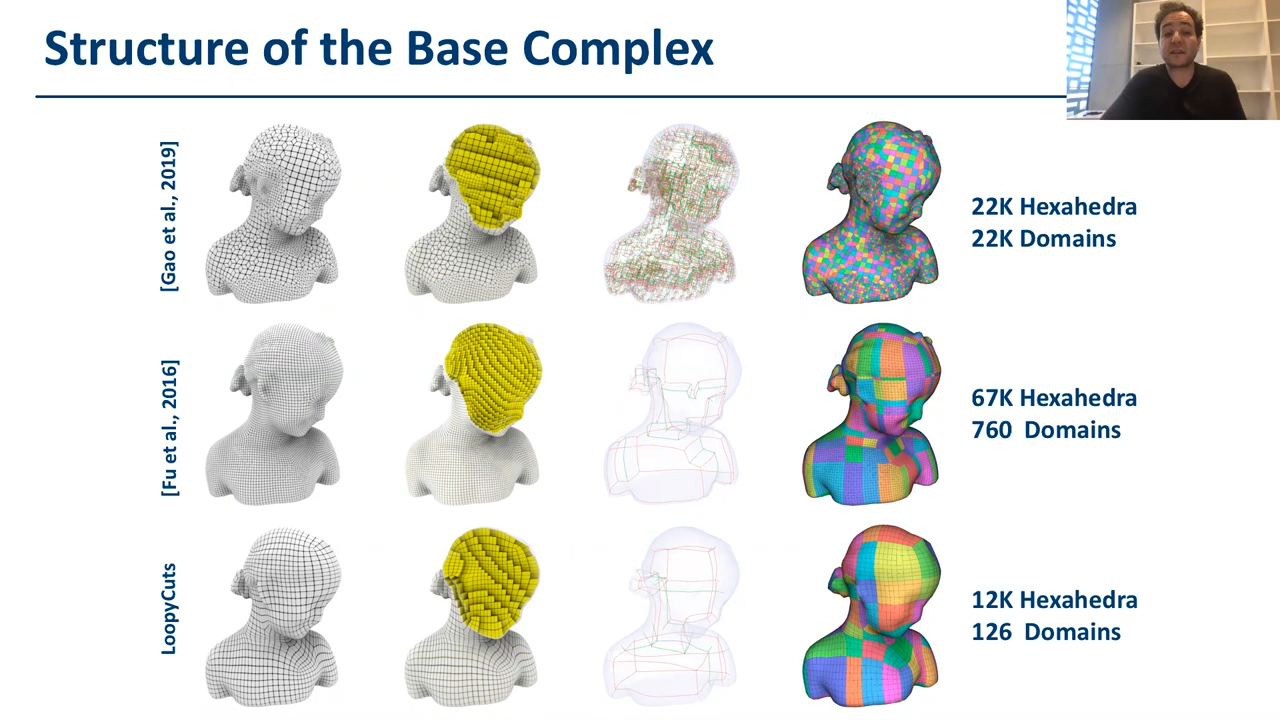 Structure of the Base Complex
[Gao et al., 2019]
22K Hexahedra
22K Domains
[Fu et al., 2016]
67K Hexahedra
760 Domains
LoopyCuts
12K Hexahedra
126 Domains